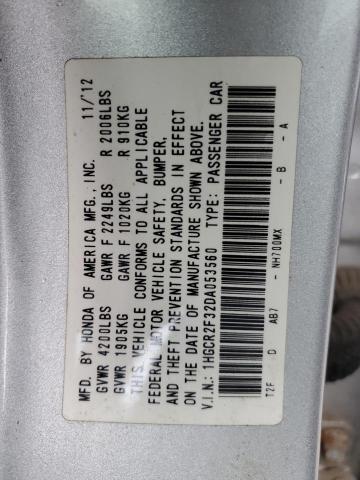 MFD. BY HONDA OF AMERICA MFG., INC. 11/'12
GVWR 4200LBS GAWR F 2249LBS R 2006LBS
GVWR 1905KG GAWR F 1020KG R 910KG
THIS VEHICLE CONFORMS TO ALL APPLICABLE
FEDERAL MOTOR VEHICLE SAFETY, BUMPER,
AND THEFT PREVENTION STANDARDS IN EFFECT
ON THE DATE OF MANUFACTURE SHOWN ABOVE.
V.I.N.: 1HGCR2F32DA053560 TYPE: PASSENGER CAR
T2F D AB7 - NH700MX - B - A